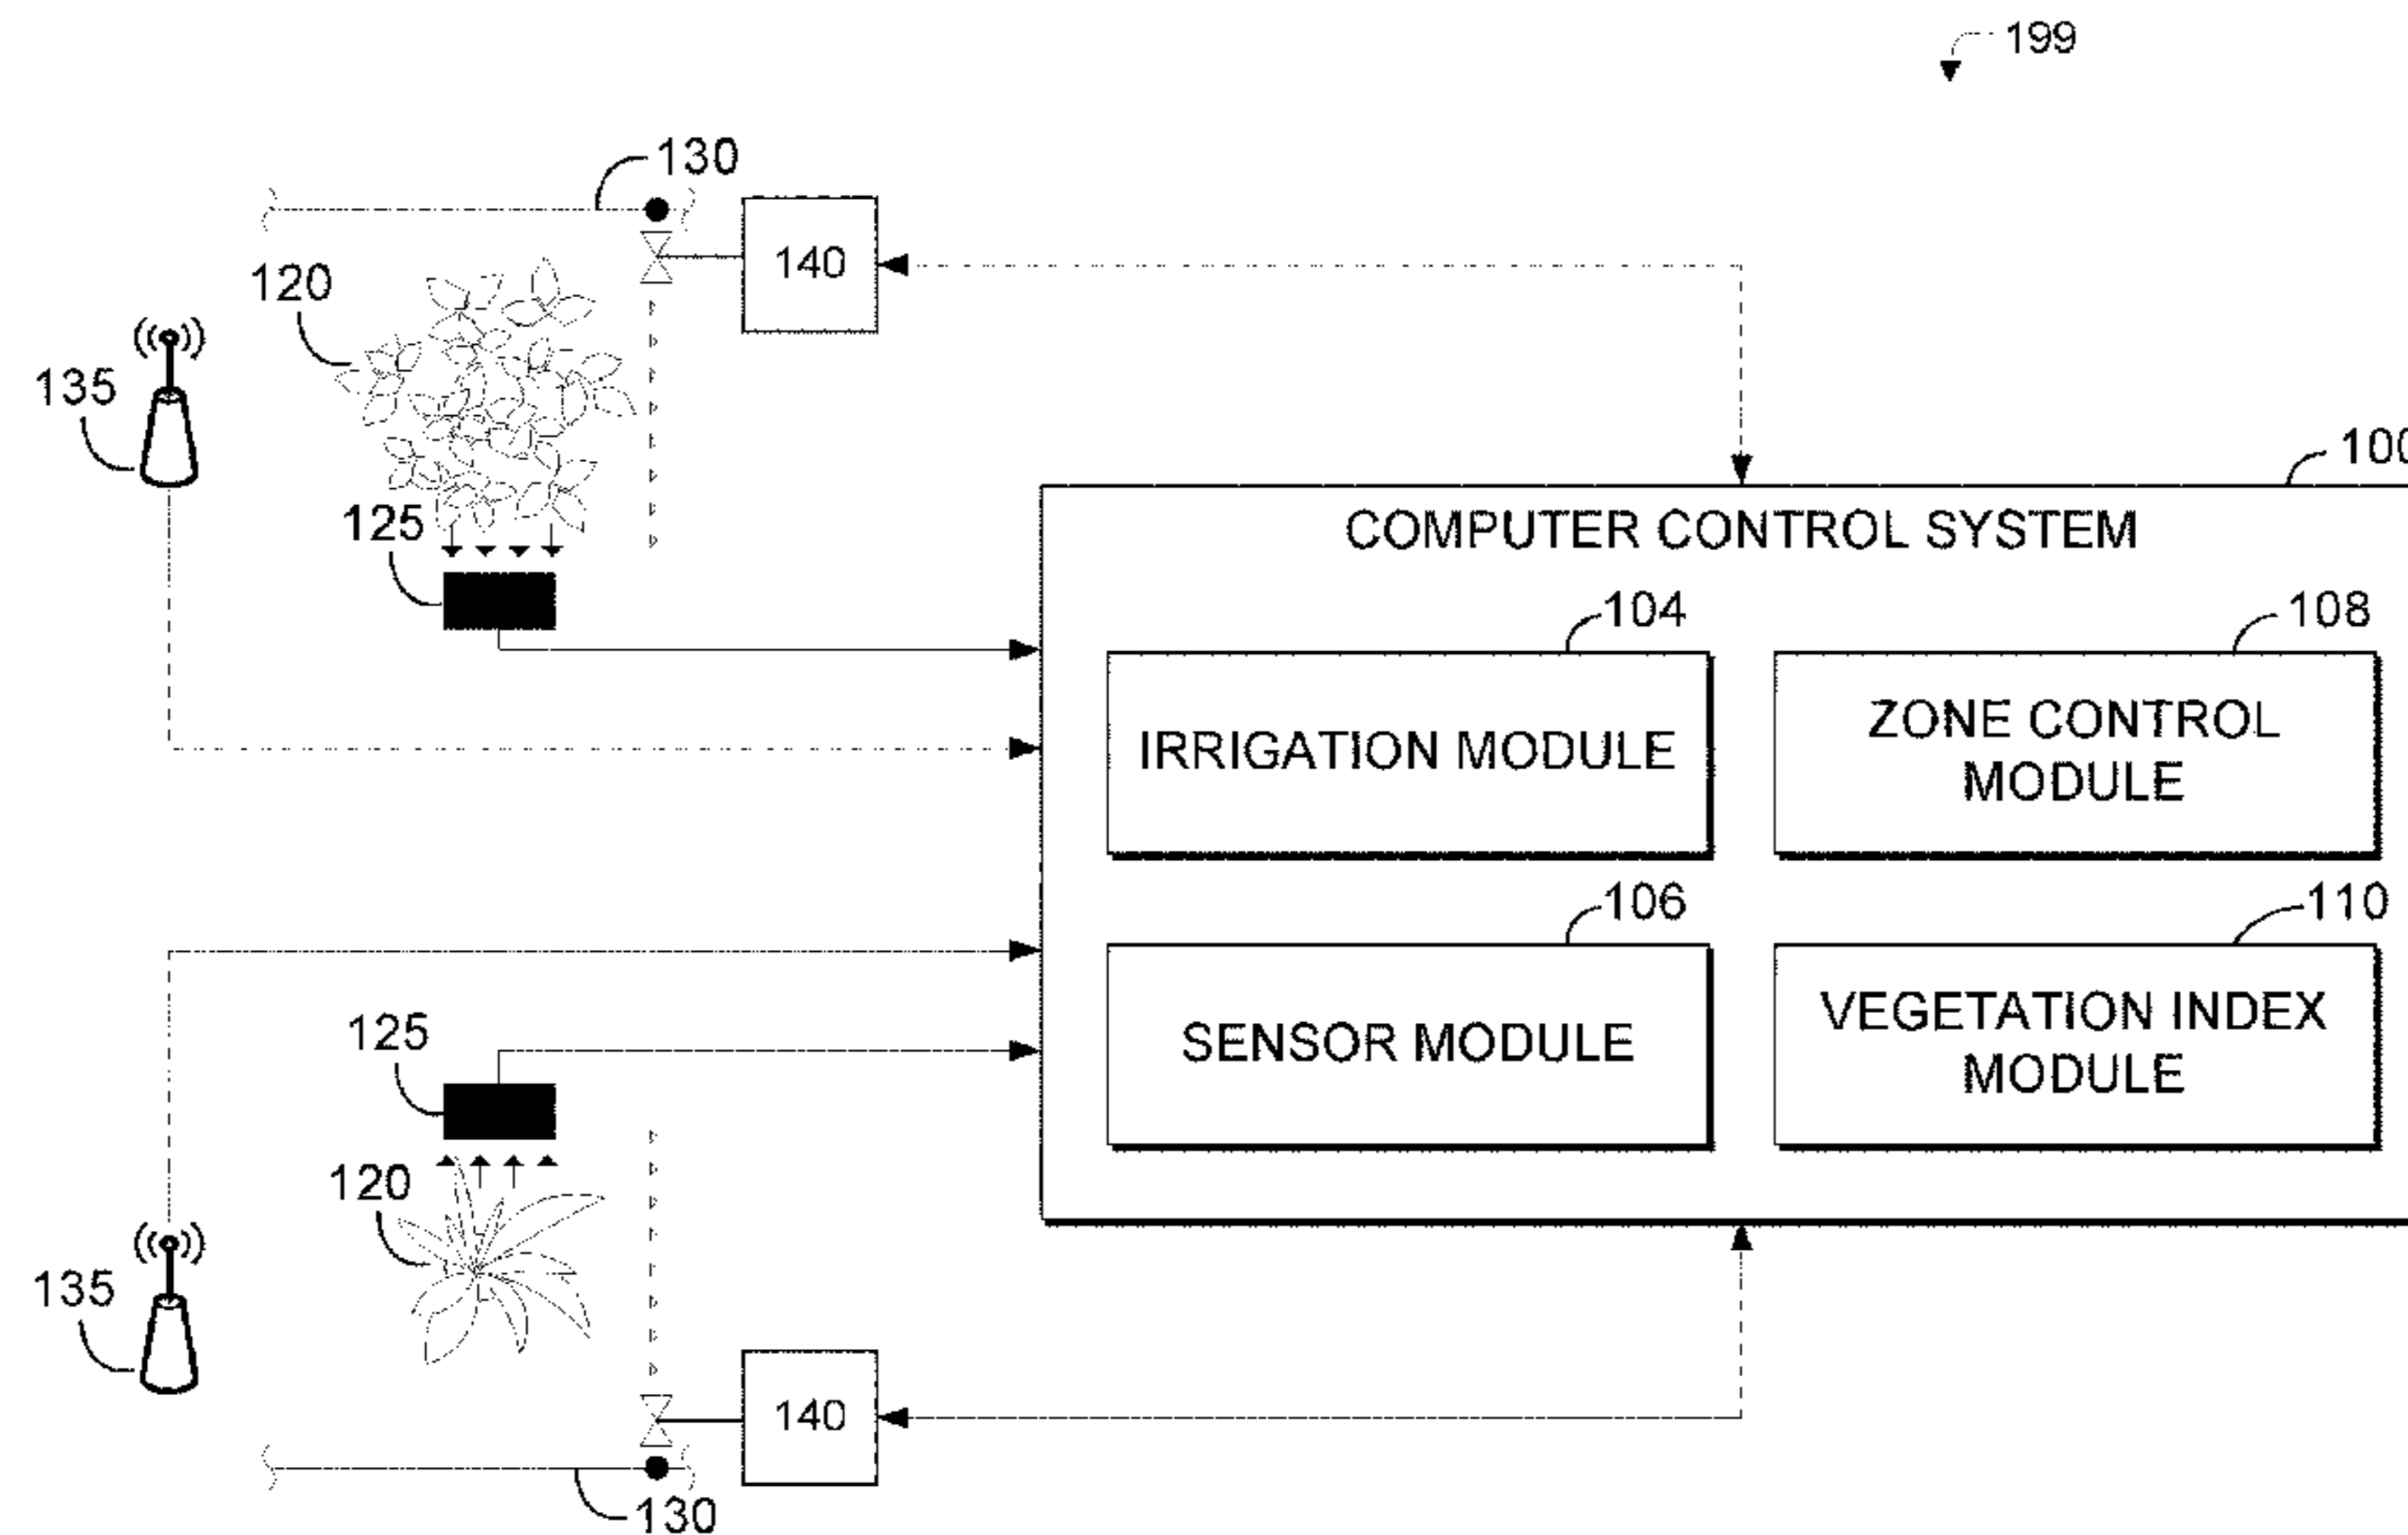 199
130
140
120
135
125
100
COMPUTER CONTROL SYSTEM
104
108
IRRIGATION MODULE
ZONE CONTROL
MODULE
106
110
SENSOR MODULE
VEGETATION INDEX
MODULE
125
120
135
140
130